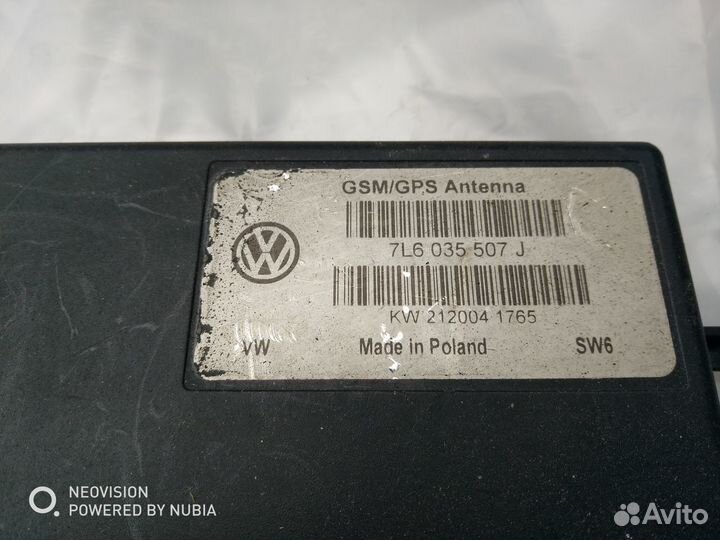 GSM/GPS Antenna
7L6 035 507 J
KW 212004 1765
VW Made in Poland SW6
NEOVISION
POWERED BY NUBIA
Avito